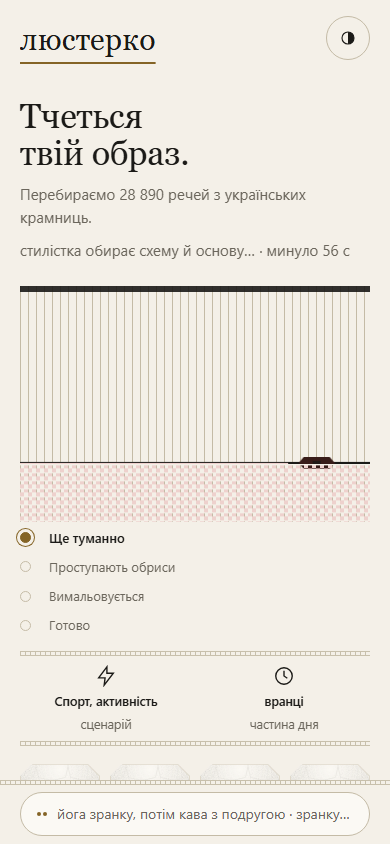 люстерко
Тчеться
твій образ.
Перебираємо 28 890 речей з українських
крамниць.
стилістка обирає схему й основу… · минуло 56 с
Ще туманно
Проступають обриси
Вимальовується
Готово
Спорт, активність
сценарій
вранці
частина дня
йога зранку, потім кава з подругою · зранку…